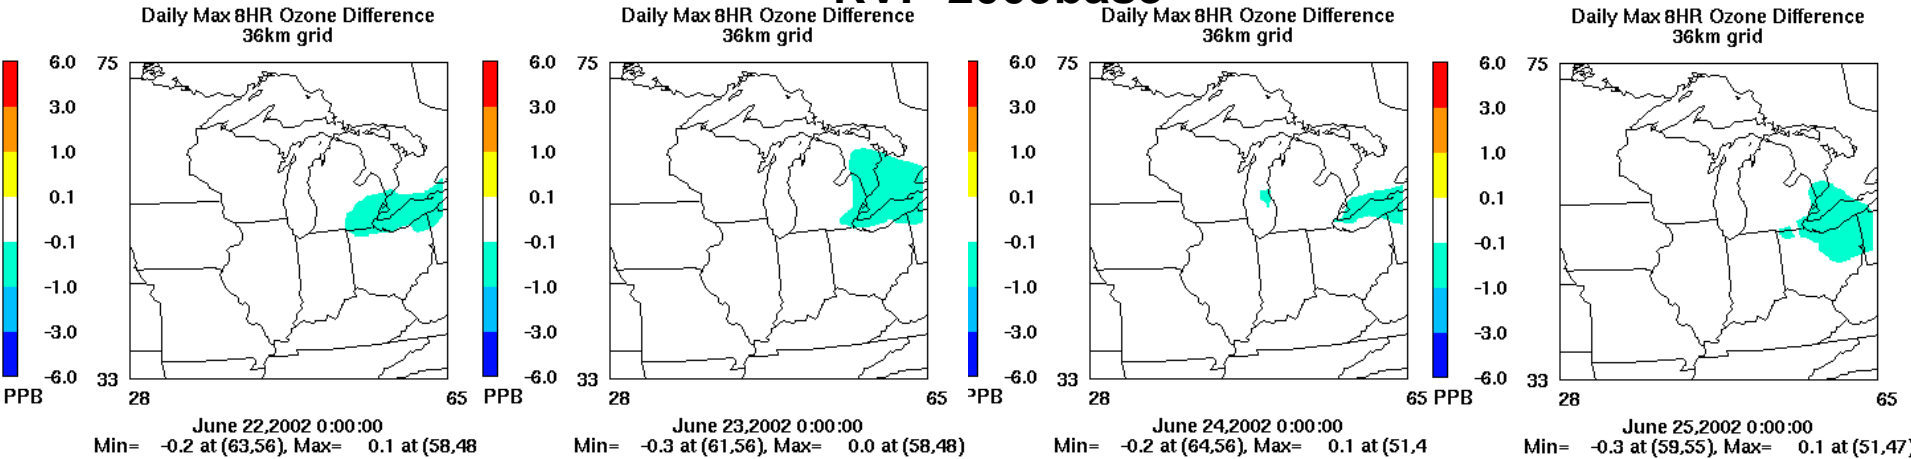 Daily Max 8HR Ozone Difference
36km grid
6.0
3.0
1.0
0.1
-0.1
-1.0
-3.0
-6.0
PPB
75
33
28
65
June 22,2002 0:00:00
Min= -0.2 at (63,56), Max= 0.1 at (58,48
Daily Max 8HR Ozone Difference
36km grid
6.0
3.0
1.0
0.1
-0.1
-1.0
-3.0
-6.0
PPB
75
33
28
65
June 23,2002 0:00:00
Min= -0.3 at (61,56), Max= 0.0 at (58,48)
Daily Max 8HR Ozone Difference
36km grid
6.0
3.0
1.0
0.1
-0.1
-1.0
-3.0
-6.0
PPB
75
33
28
65
June 24,2002 0:00:00
Min= -0.2 at (64,56), Max= 0.1 at (51,4
Daily Max 8HR Ozone Difference
36km grid
6.0
3.0
1.0
0.1
-0.1
-1.0
-3.0
-6.0
PPB
75
33
28
65
June 25,2002 0:00:00
Min= -0.3 at (59,55), Max= 0.1 at (51,47)